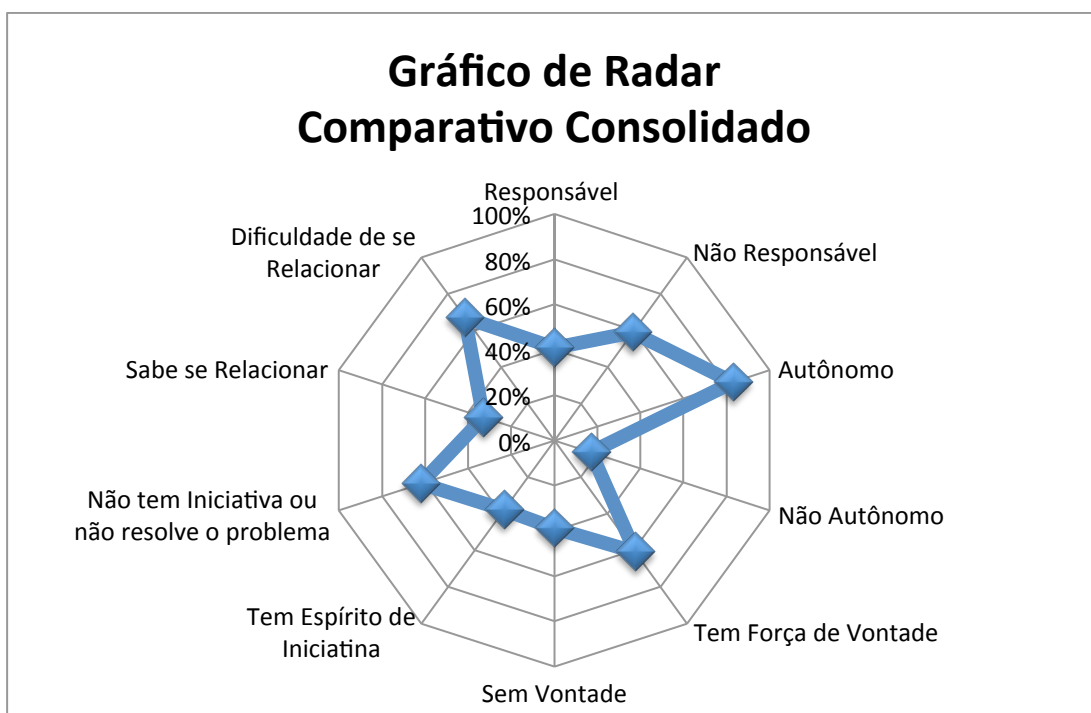 Gráfico de Radar
Comparativo Consolidado
Responsável
Não Responsável
Autônomo
Não Autônomo
Tem Força de Vontade
Sem Vontade
Tem Espírito de
Iniciatina
Não tem Iniciativa ou
não resolve o problema
Sabe se Relacionar
Dificuldade de se
Relacionar
100%
80%
60%
40%
20%
0%